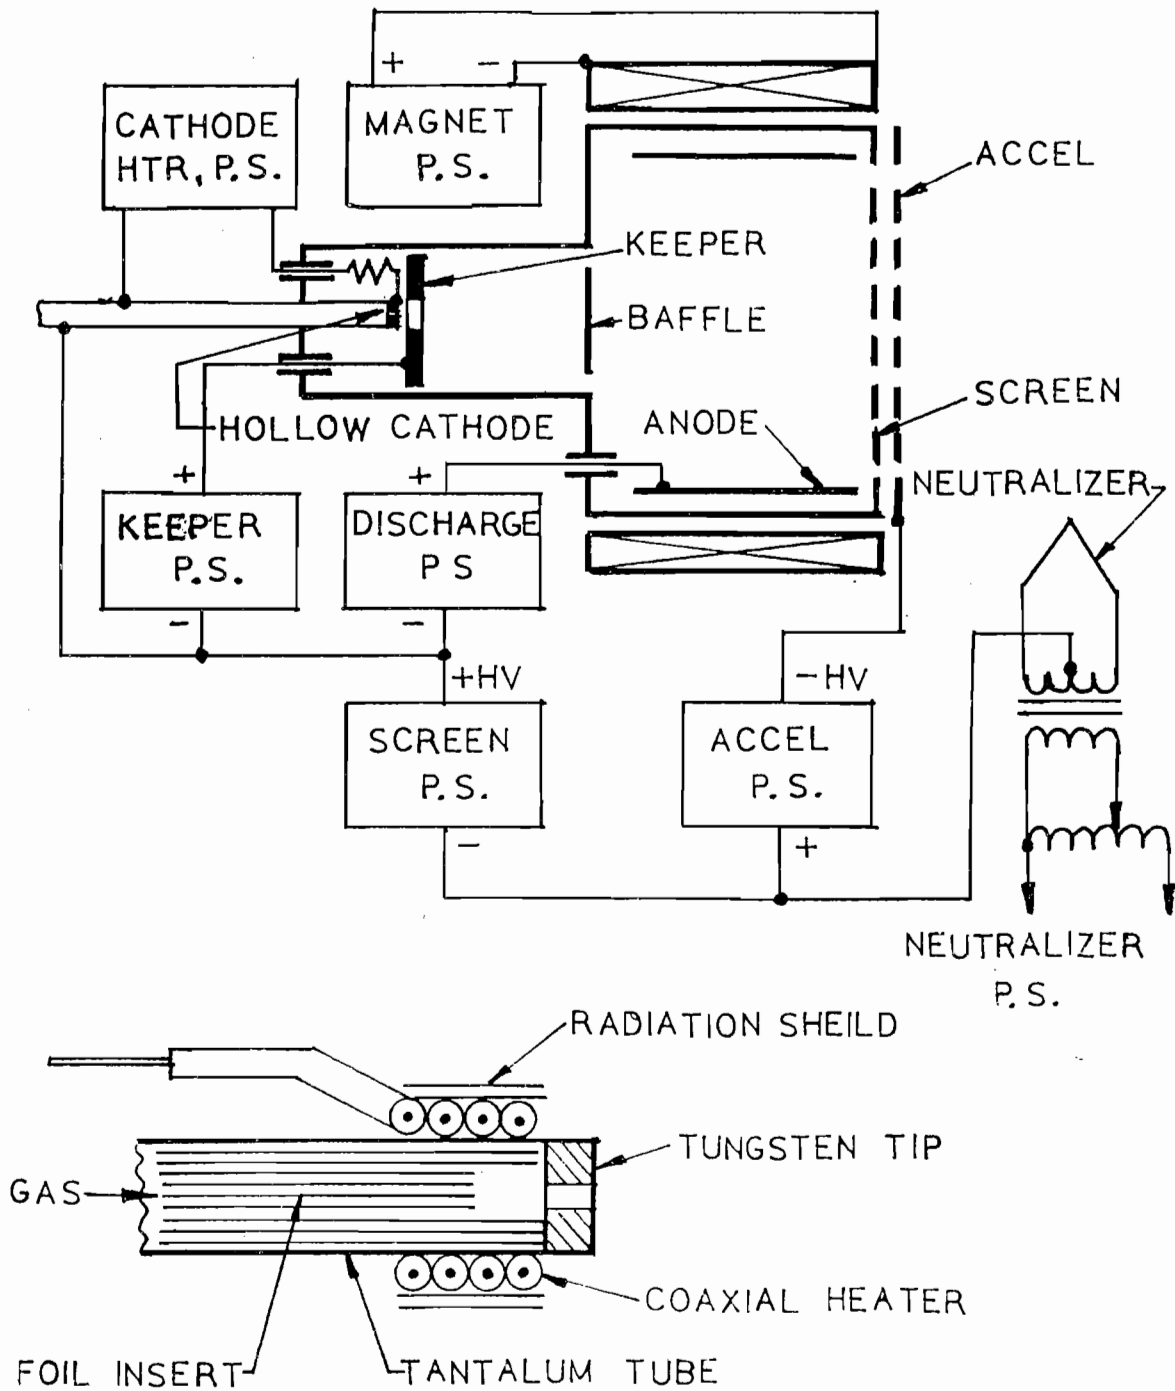 + -
CATHODE
HTR, P.S.
MAGNET
P.S.
ACCEL
KEEPER
BAFFLE
SCREEN
HOLLOW CATHODE
ANODE
NEUTRALIZER
+ +
KEEPER
P.S.
DISCHARGE
P S
- -
+HV
-HV
SCREEN
P.S.
ACCEL
P.S.
- +
NEUTRALIZER
P.S.
RADIATION SHEILD
TUNGSTEN TIP
GAS
COAXIAL HEATER
FOIL INSERT
TANTALUM TUBE